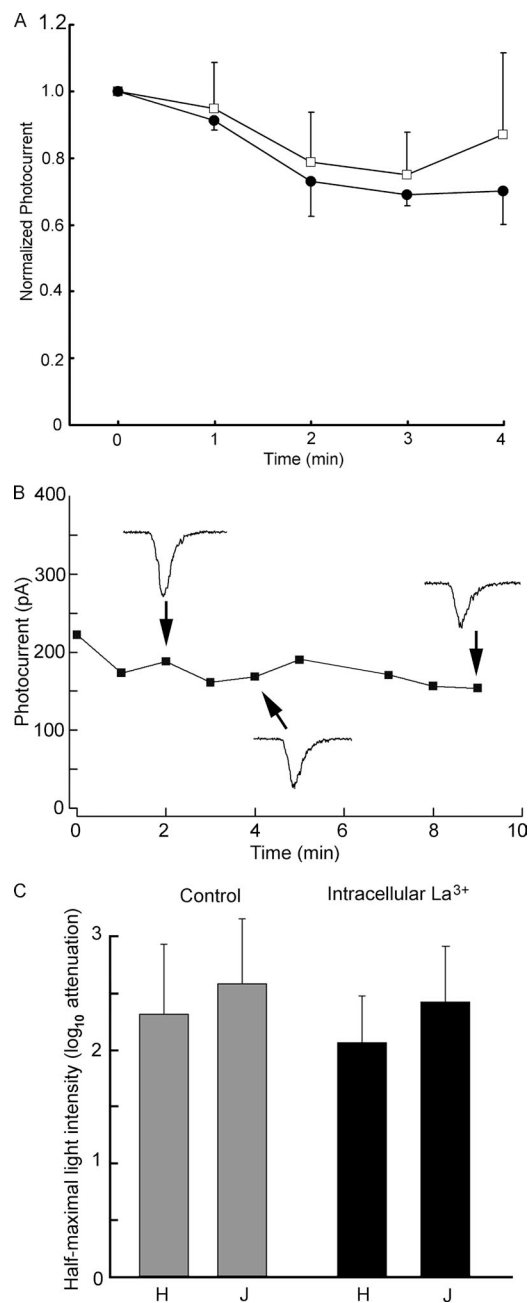 A
1.2
1.0
0.8
0.6
0.4
0.2
0
Normalized Photocurrent
0 1 2 3 4
Time (min)
B
400
300
200
100
0
Photocurrent (pA)
0 2 4 6 8 10
Time (min)
C
Control Intracellular La³⁺
3
2
1
0
Half-maximal light intensity (log₁₀ attenuation)
H J H J